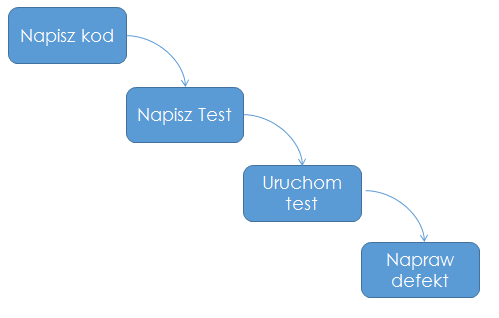 Napisz kod
Napisz Test
Uruchom
test
Napraw
defekt